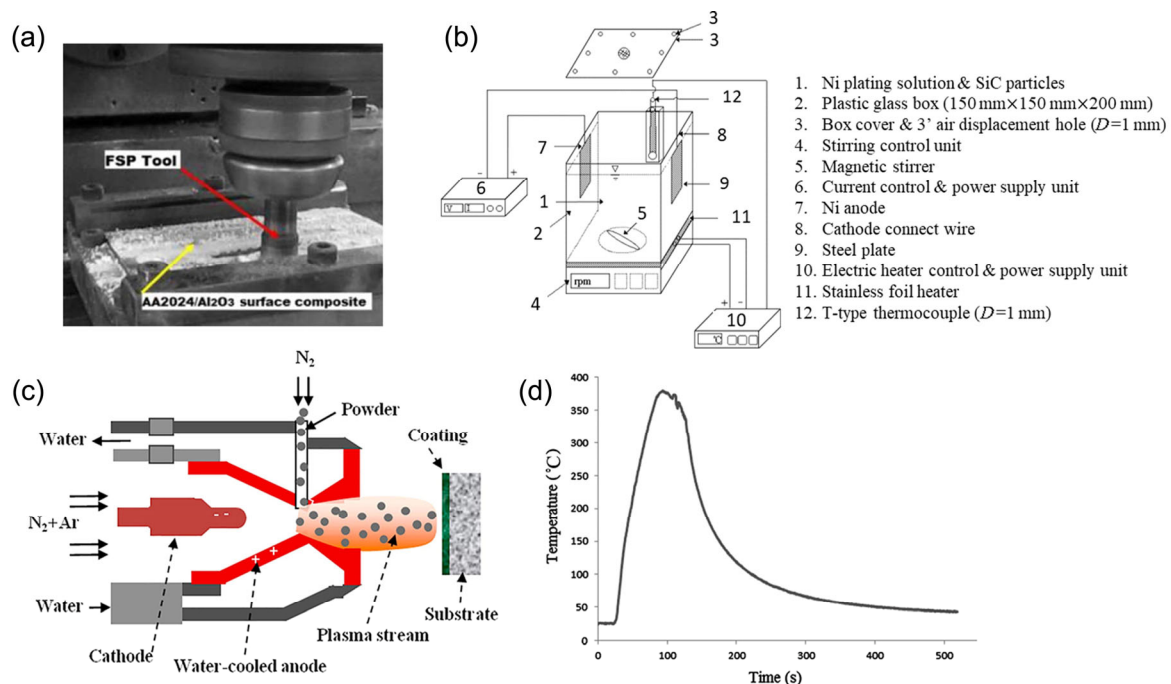 (a)
FSP Tool
AA2024/Al2O3 surface composite
(b)
3
3
12
7
8
6
- +
V I
1
9
2
5
11
4
rpm
+ -
10
°C
1. Ni plating solution & SiC particles
2. Plastic glass box (150 mm×150 mm×200 mm)
3. Box cover & 3’ air displacement hole (D=1 mm)
4. Stirring control unit
5. Magnetic stirrer
6. Current control & power supply unit
7. Ni anode
8. Cathode connect wire
9. Steel plate
10. Electric heater control & power supply unit
11. Stainless foil heater
12. T-type thermocouple (D=1 mm)
(c)
N2
Powder
Water
Coating
N2+Ar
- -
+
+ +
Water
Substrate
Plasma stream
Cathode
Water-cooled anode
(d)
400
350
300
250
200
150
100
50
0
Temperature (°C)
0 100 200 300 400 500
Time (s)